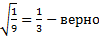 √(1/9) = 1/3 − верно